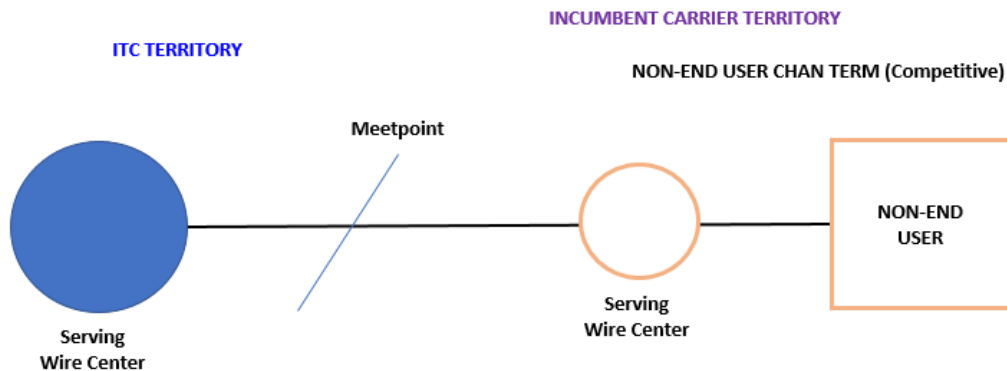 INCUMBENT CARRIER TERRITORY
ITC TERRITORY
NON-END USER CHAN TERM (Competitive)
Meetpoint
NON-END
USER
Serving
Wire Center
Serving
Wire Center